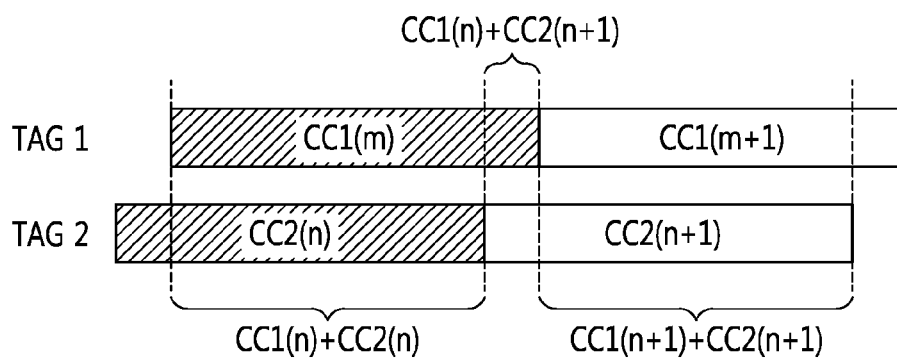 CC1(n)+CC2(n+1)
TAG 1 CC1(m) CC1(m+1)
TAG 2 CC2(n) CC2(n+1)
CC1(n)+CC2(n) CC1(n+1)+CC2(n+1)